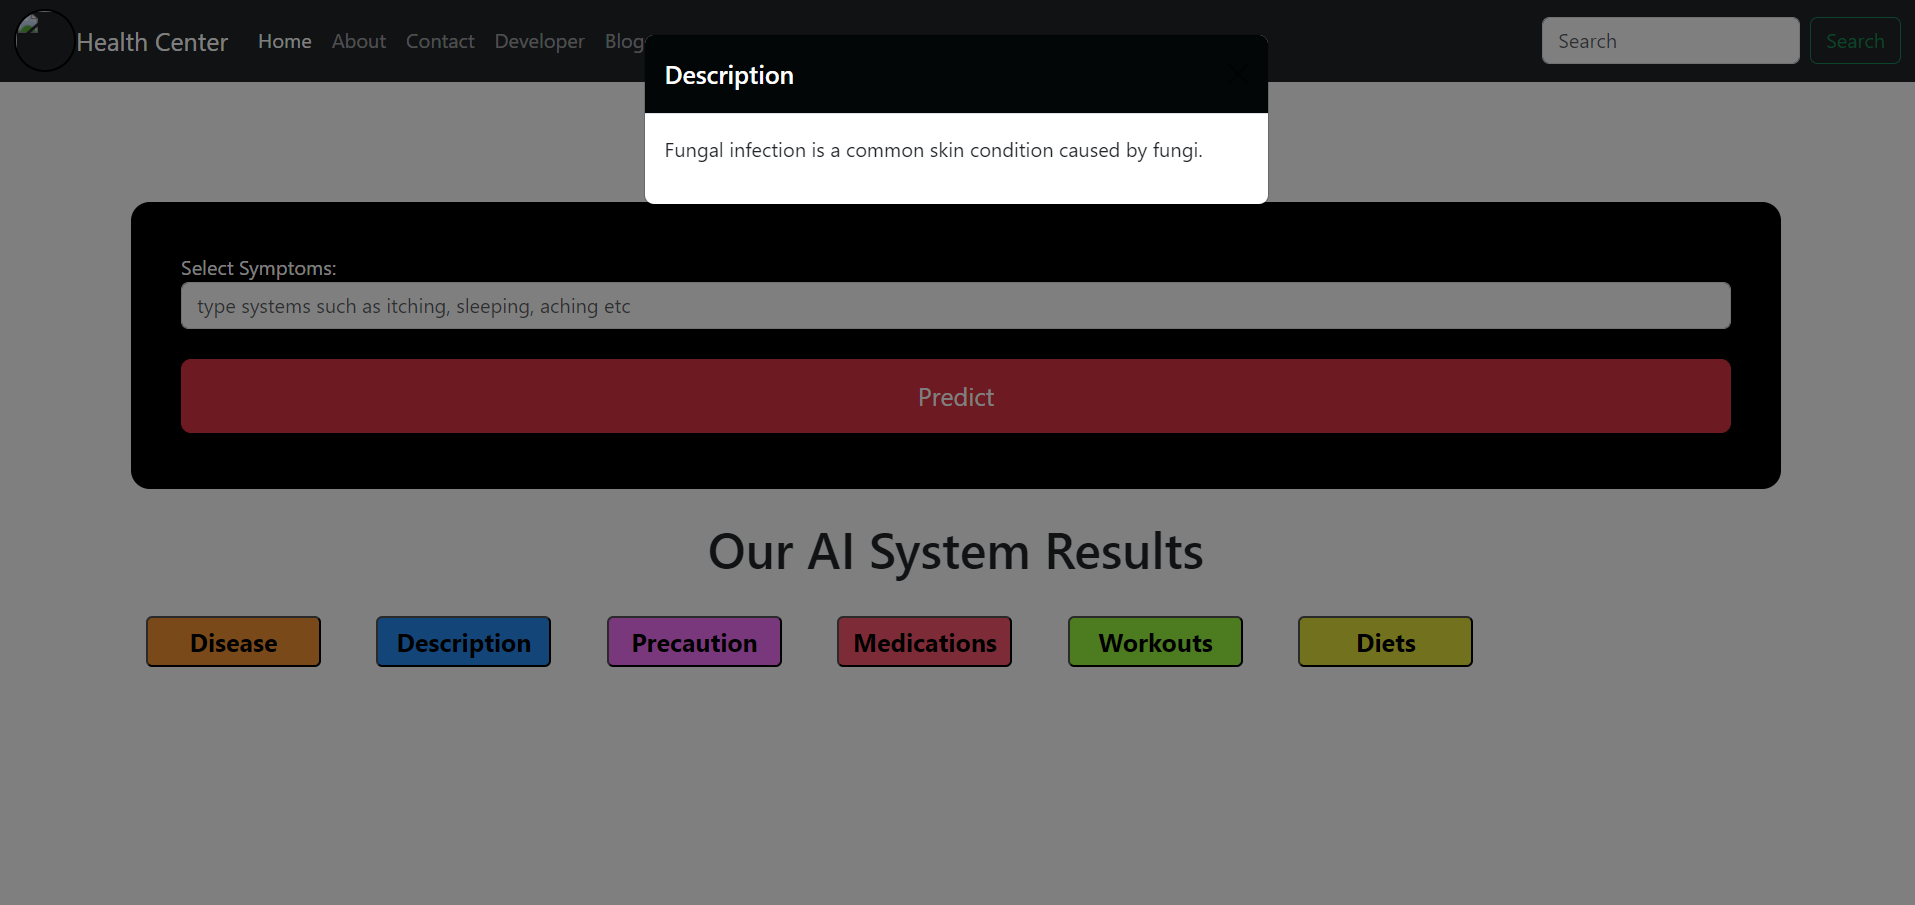 Health Center Home About Contact Developer Blog Search Search
Description
Fungal infection is a common skin condition caused by fungi.
Select Symptoms:
type systems such as itching, sleeping, aching etc
Predict
Our AI System Results
Disease Description Precaution Medications Workouts Diets